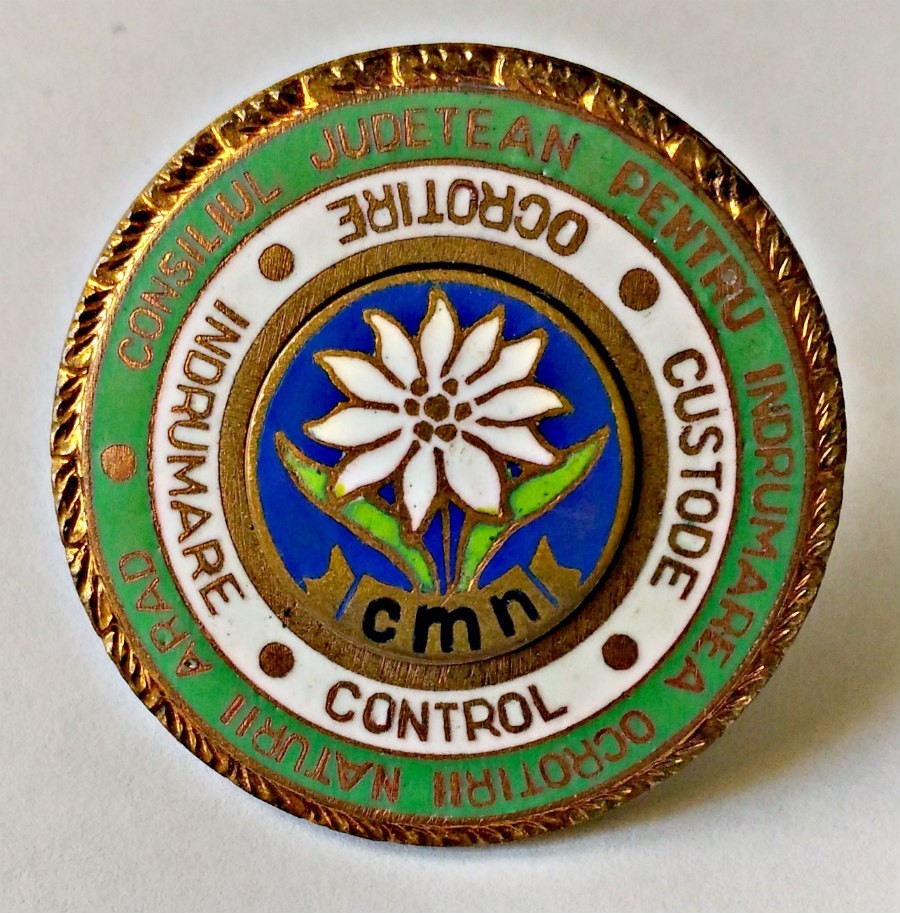 CONSILIUL JUDETEAN PENTRU INDRUMAREA OCROTIRII NATURII ARAD
OCROTIRE
CUSTODE
CONTROL
INDRUMARE
cmn